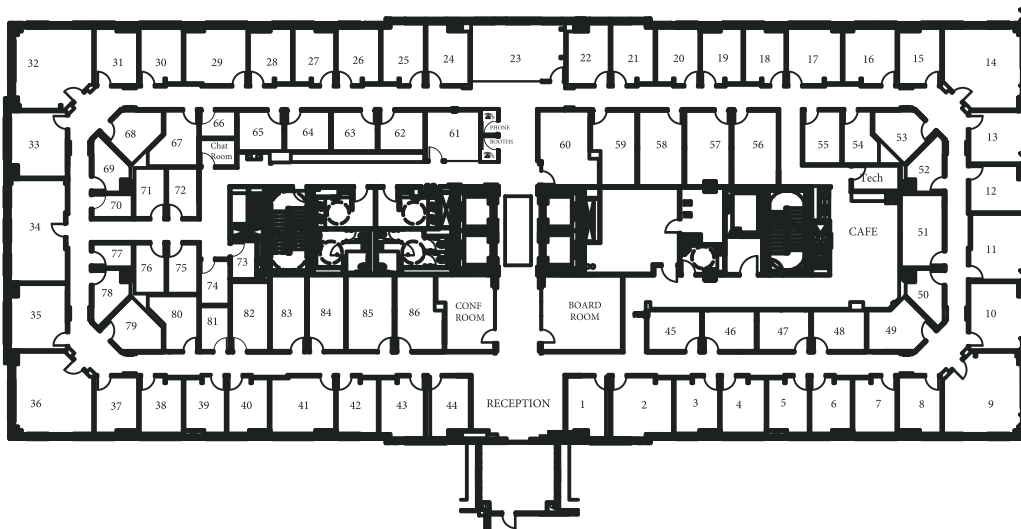 32 31 30 29 28 27 26 25 24 23 22 21 20 19 18 17 16 15 14
33 68 67 66 65 64 63 62 61 PHONE 60 59 58 57 56 55 54 53 13
Chat
Room
BOOTHS
69 70 71 72 Tech 52 12
34 CAFE 51 11
77 76 75 73
78 74 50
35 79 80 81 82 83 84 85 86 CONF
ROOM
BOARD
ROOM
45 46 47 48 49 10
36 37 38 39 40 41 42 43 44 RECEPTION 1 2 3 4 5 6 7 8 9